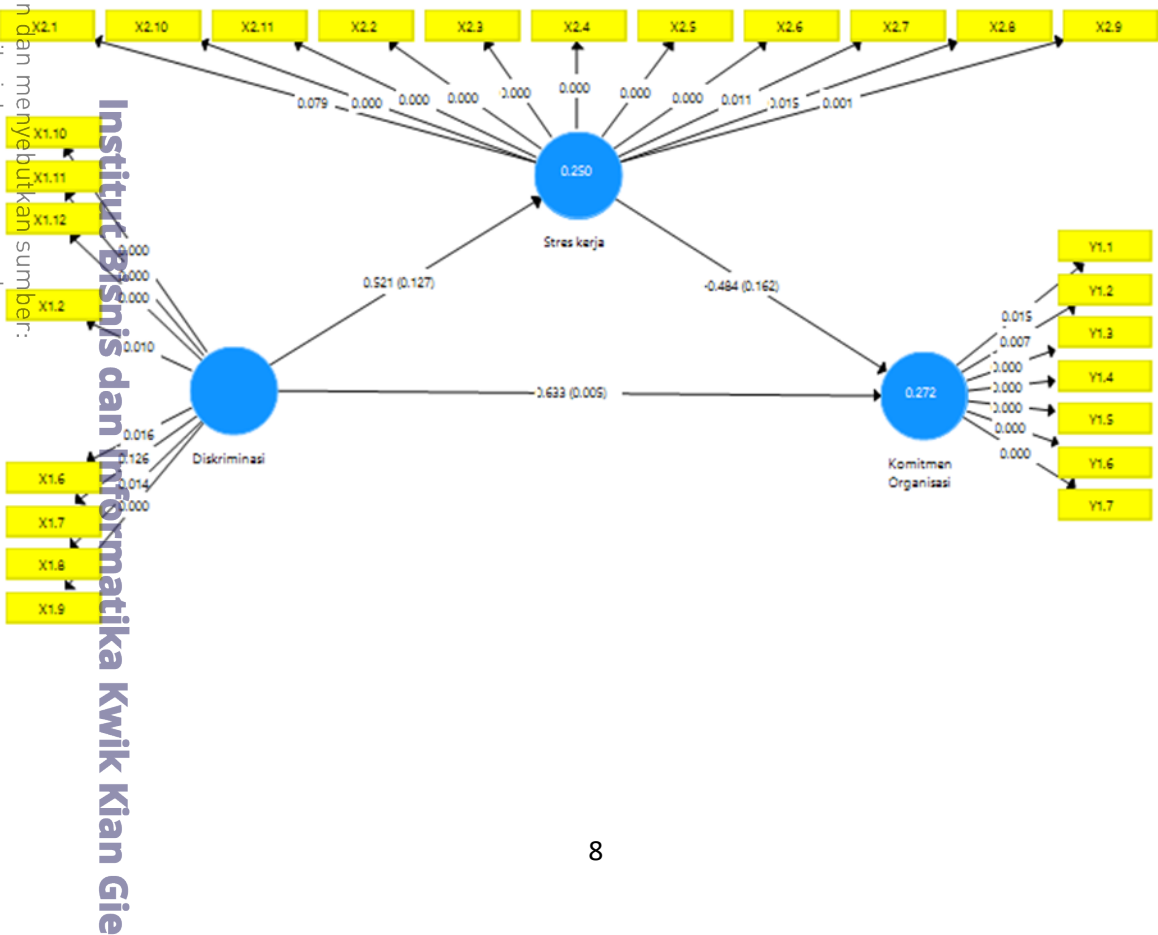 X2.1 X2.10 X2.11 X2.2 X2.3 X2.4 X2.5 X2.6 X2.7 X2.8 X2.9
0.079 0.000 0.000 0.000 0.000 0.000 0.000 0.000 0.011 0.015 0.001
X1.10
X1.11
X1.12
X1.2
X1.6
X1.7
X1.8
X1.9
0.000
0.000
0.000
0.010
0.016
0.126
0.014
0.000
Diskriminasi
0.250
Stres kerja
0.521 (0.127)
-0.484 (0.162)
0.633 (0.005)
0.272
Komitmen
Organisasi
0.015
0.007
0.000
0.000
0.000
0.000
0.000
Y1.1
Y1.2
Y1.3
Y1.4
Y1.5
Y1.6
Y1.7
n dan menyebutkan sumber:
Institut Bisnis dan Informatika Kwik Kian Gie
8